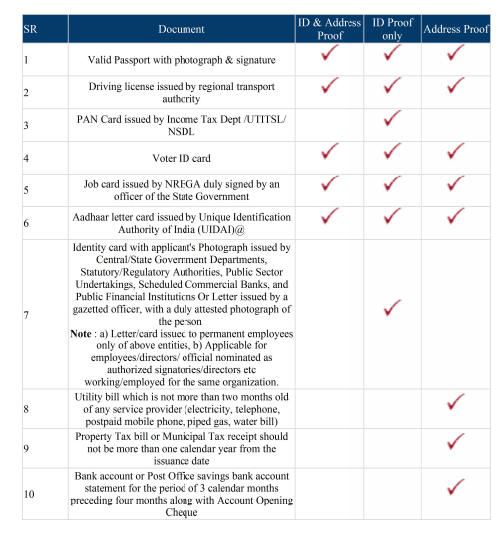 SR Document ID & Address Proof ID Proof only Address Proof
1 Valid Passport with photograph & signature
2 Driving license issued by regional transport
authority
3 PAN Card issued by Income Tax Dept /UTITSL/
NSDL
4 Voter ID card
5 Job card issued by NREGA duly signed by an
officer of the State Government
6 Aadhaar letter card issued by Unique Identification
Authority of India (UIDAI)@
7 Identity card with applicant's Photograph issued by
Central/State Government Departments,
Statutory/Regulatory Authorities, Public Sector
Undertakings, Scheduled Commercial Banks, and
Public Financial Institutions Or Letter issued by a
gazetted officer, with a duly attested photograph of
the person
Note : a) Letter/card issued to permanent employees
only of above entities, b) Applicable for
employees/directors/ official nominated as
authorized signatories/directors etc
working/employed for the same organization.
8 Utility bill which is not more than two months old
of any service provider (electricity, telephone,
postpaid mobile phone, piped gas, water bill)
9 Property Tax bill or Municipal Tax receipt should
not be more than one calendar year from the
issuance date
10 Bank account or Post Office savings bank account
statement for the period of 3 calendar months
preceding four months along with Account Opening
Cheque